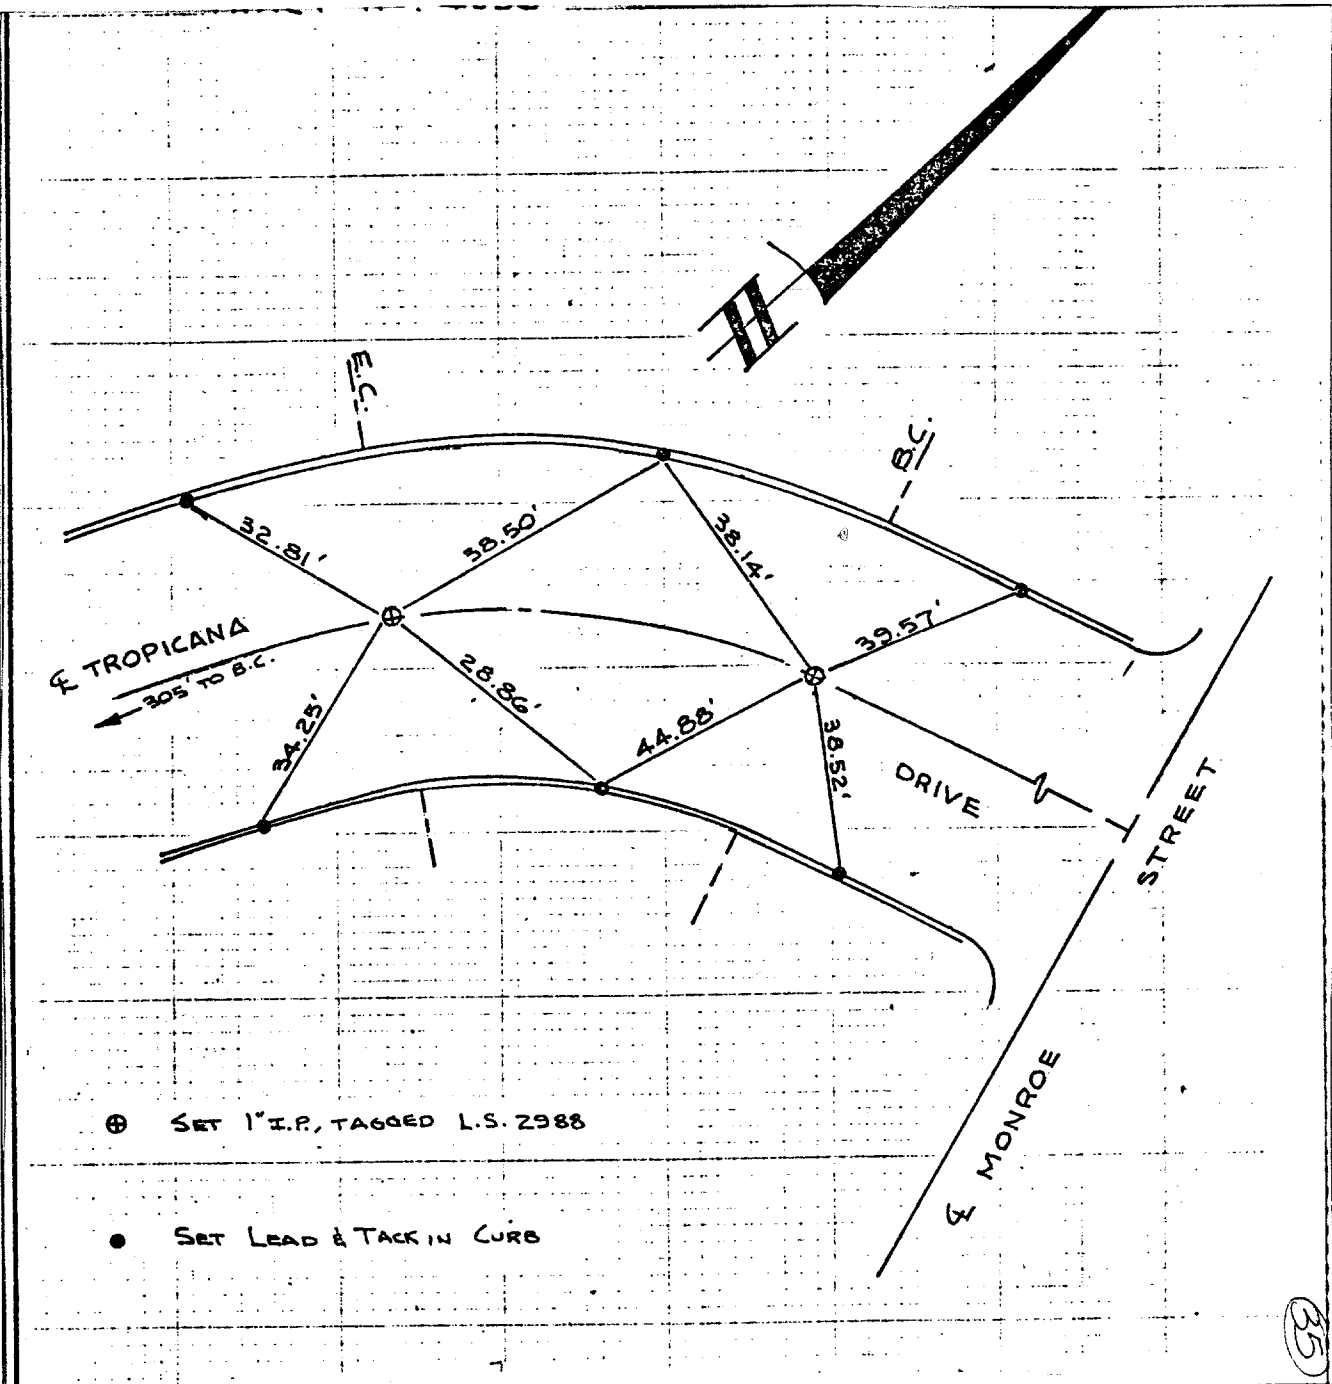 E.C.
B.C.
32.81'
38.50'
38.14'
39.57'
℄ TROPICANA
305' TO B.C.
28.86'
34.25'
44.88'
38.52'
DRIVE
STREET
℄ MONROE
⊕ SET 1" I.P., TAGGED L.S. 2988
● SET LEAD & TACK IN CURB
35